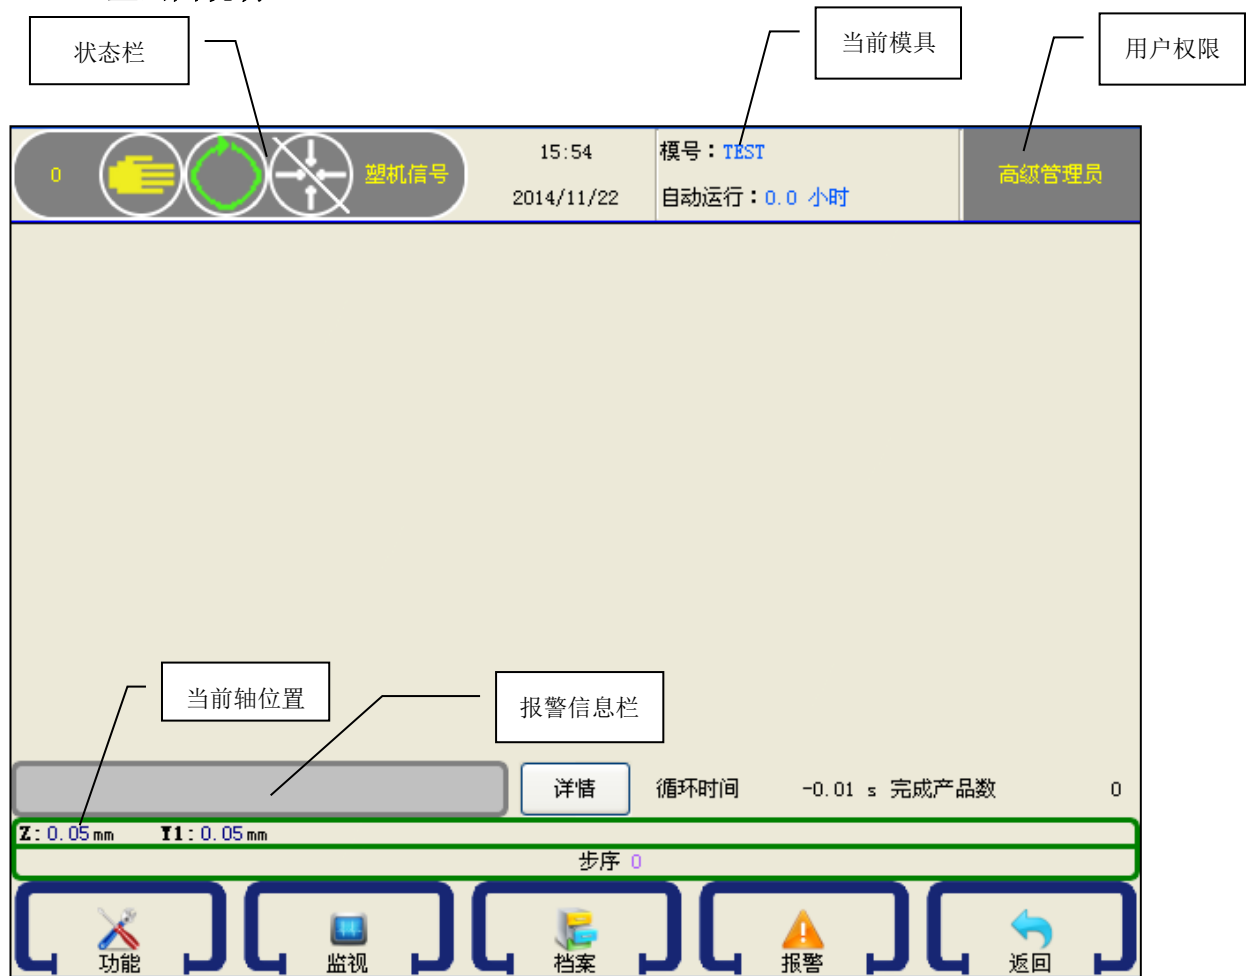 状态栏
当前模具
用户权限
0
塑机信号
15:54
2014/11/22
模号：TEST
自动运行：0.0 小时
高级管理员
当前轴位置
报警信息栏
详情
循环时间 -0.01 s 完成产品数 0
Z:0.05mm Y1:0.05mm
步序 0
功能
监视
档案
报警
返回